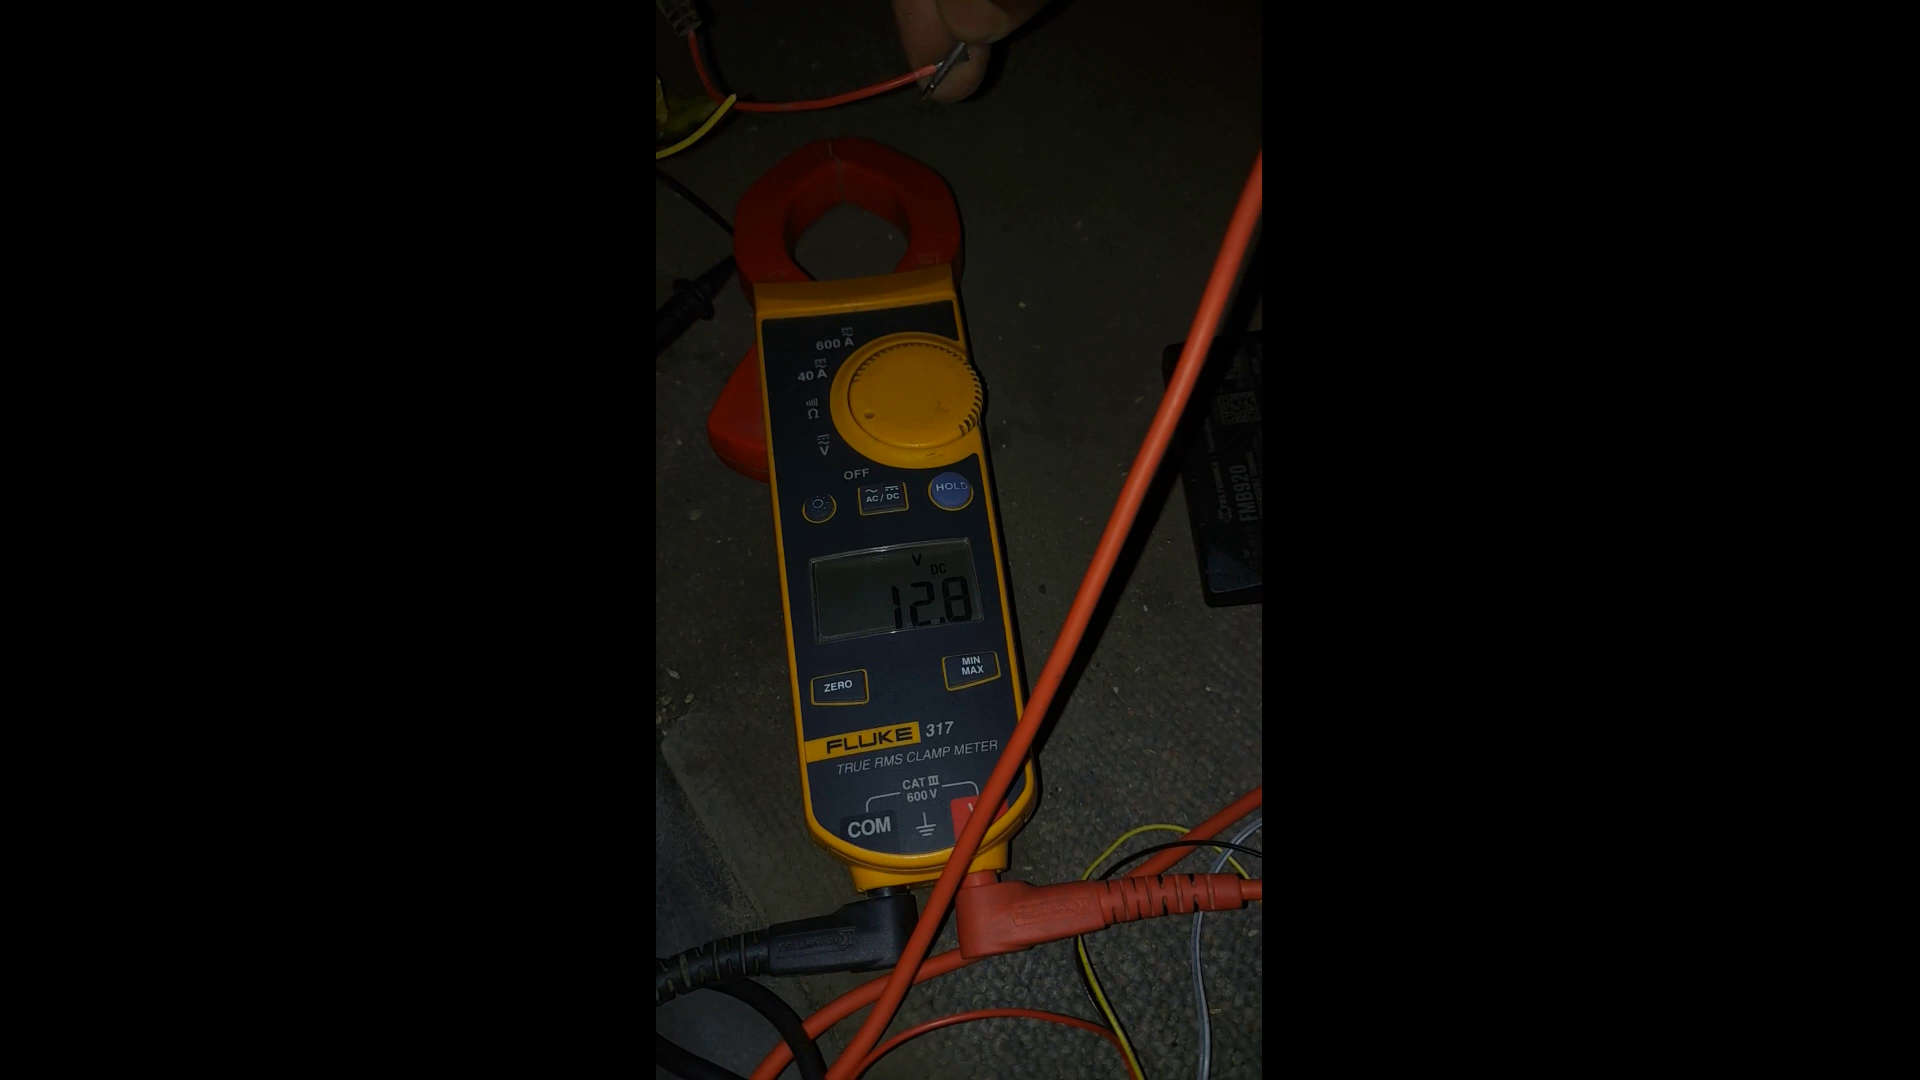 600 A
40 A
Ω
V
OFF
AC / DC
HOLD
V
DC
12.8
ZERO
MIN
MAX
FLUKE 317
TRUE RMS CLAMP METER
CAT III
600 V
COM
TELTONIKA
FMB920